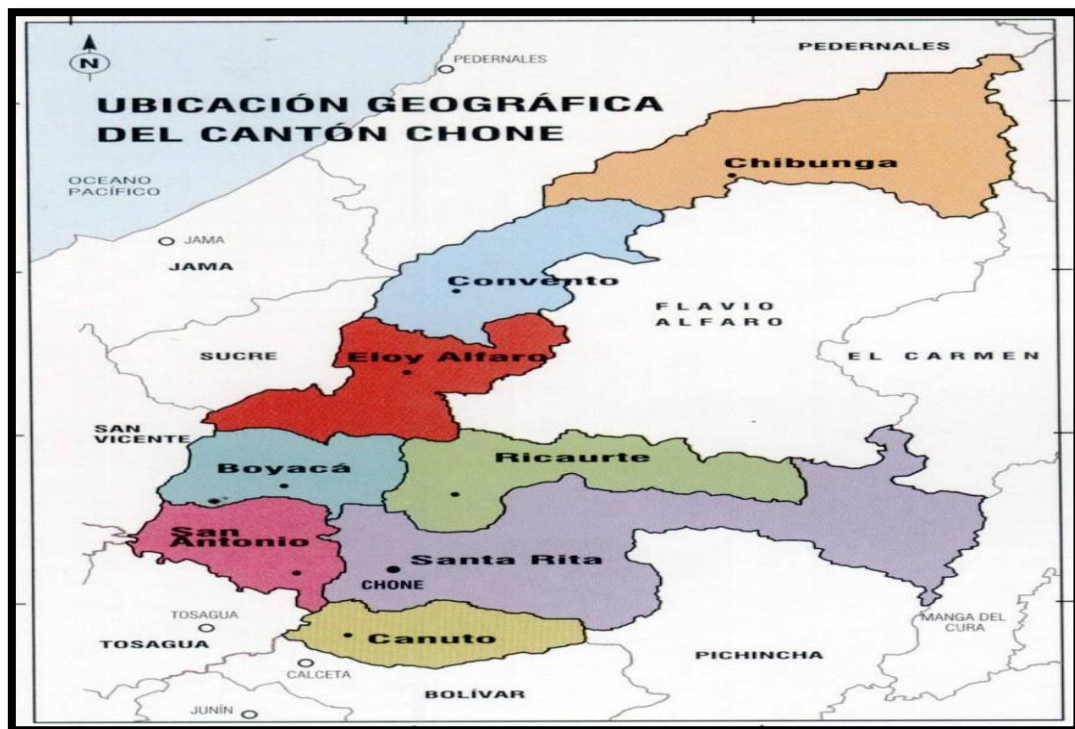 PEDERNALES
N
PEDERNALES
UBICACIÓN GEOGRÁFICA
DEL CANTÓN CHONE
Chibunga
OCEANO
PACÍFICO
JAMA
JAMA
Convento
FLAVIO
ALFARO
SUCRE
Eloy Alfaro
EL CARMEN
SAN
VICENTE
Boyacá
Ricaurte
San
Antonio
Santa Rita
CHONE
TOSAGUA
TOSAGUA
Canuto
MANGA DEL
CURA
PICHINCHA
CALCETA
BOLÍVAR
JUNÍN